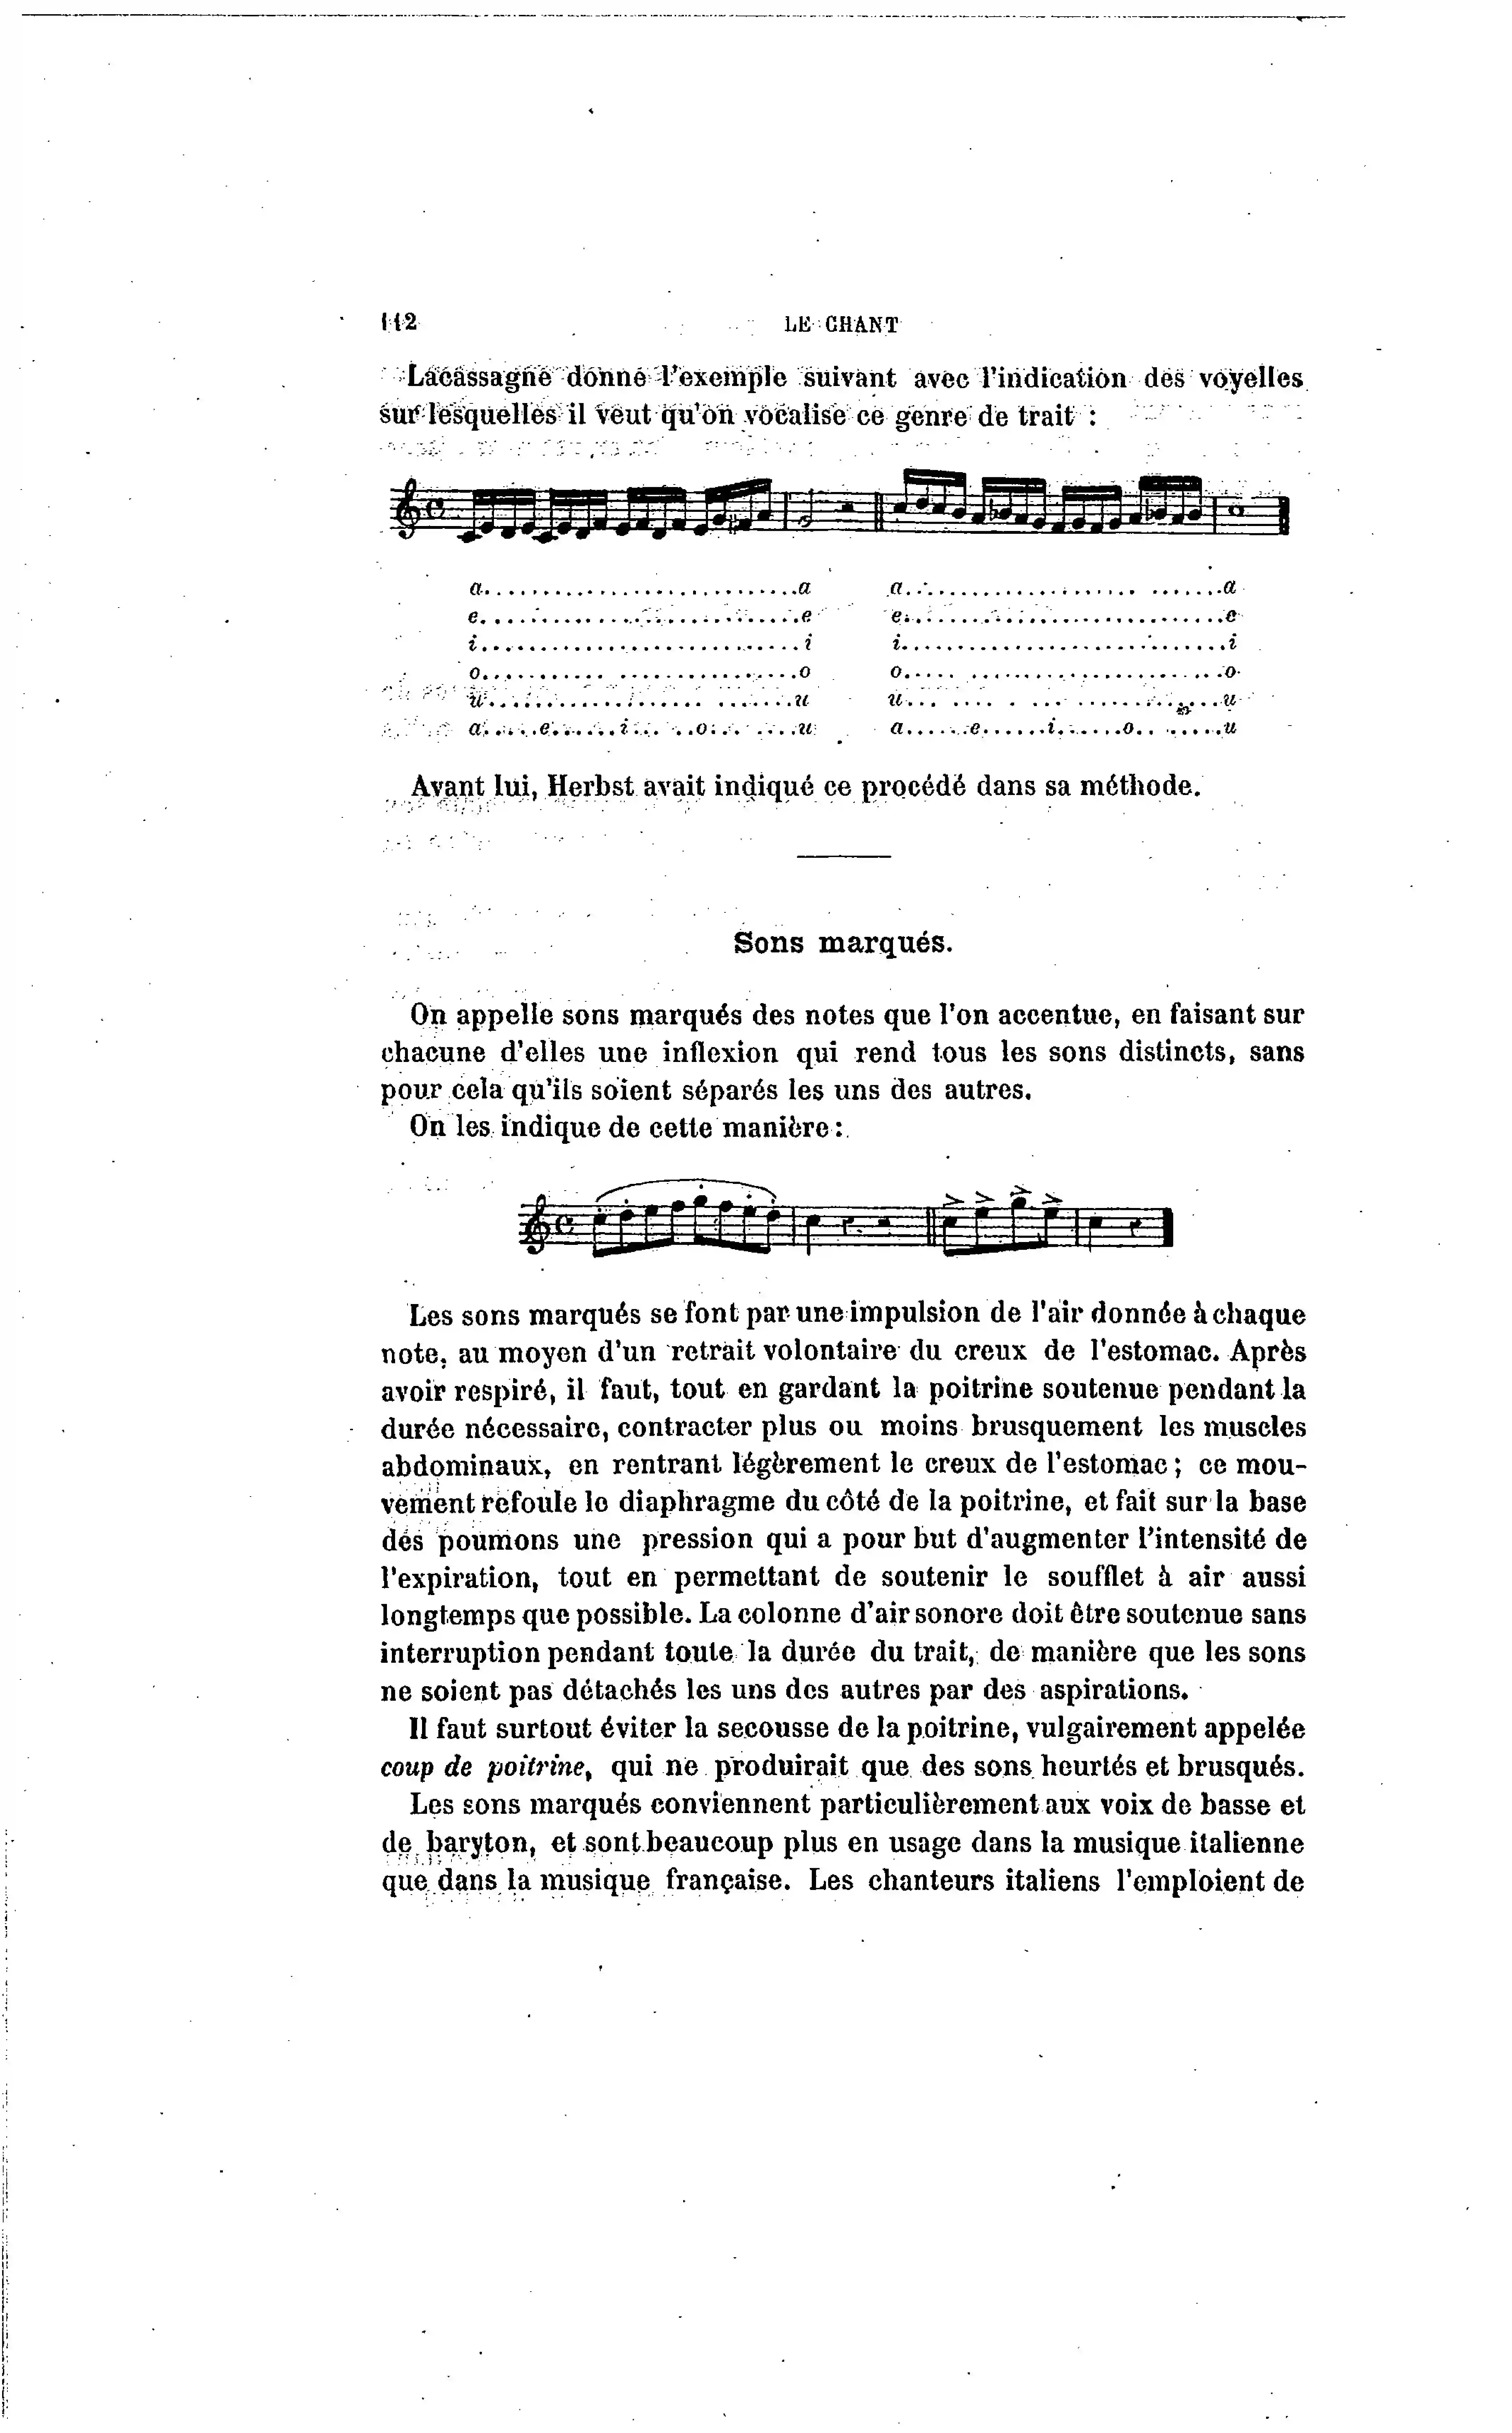 112 LE CHANT
Lacassagne donne l'exemple suivant avec l'indication des voyelles
sur lesquelles il veut qu'on vocalise ce genre de trait :
a..........................a a..........................a
e..........................e e..........................e
i..........................i i..........................i
o..........................o o..........................o
u..........................u u..........................u
a......e......i......o......u a......e......i......o......u
Avant lui, Herbst avait indiqué ce procédé dans sa méthode.
Sons marqués.
On appelle sons marqués des notes que l'on accentue, en faisant sur
chacune d'elles une inflexion qui rend tous les sons distincts, sans
pour cela qu'ils soient séparés les uns des autres.
On les indique de cette manière :
Les sons marqués se font par une impulsion de l'air donnée à chaque
note, au moyen d'un retrait volontaire du creux de l'estomac. Après
avoir respiré, il faut, tout en gardant la poitrine soutenue pendant la
durée nécessaire, contracter plus ou moins brusquement les muscles
abdominaux, en rentrant légèrement le creux de l'estomac ; ce mou-
vement refoule le diaphragme du côté de la poitrine, et fait sur la base
des poumons une pression qui a pour but d'augmenter l'intensité de
l'expiration, tout en permettant de soutenir le soufflet à air aussi
longtemps que possible. La colonne d'air sonore doit être soutenue sans
interruption pendant toute la durée du trait, de manière que les sons
ne soient pas détachés les uns des autres par des aspirations.
Il faut surtout éviter la secousse de la poitrine, vulgairement appelée
coup de poitrine, qui ne produirait que des sons heurtés et brusqués.
Les sons marqués conviennent particulièrement aux voix de basse et
de baryton, et sont beaucoup plus en usage dans la musique italienne
que dans la musique française. Les chanteurs italiens l'emploient de